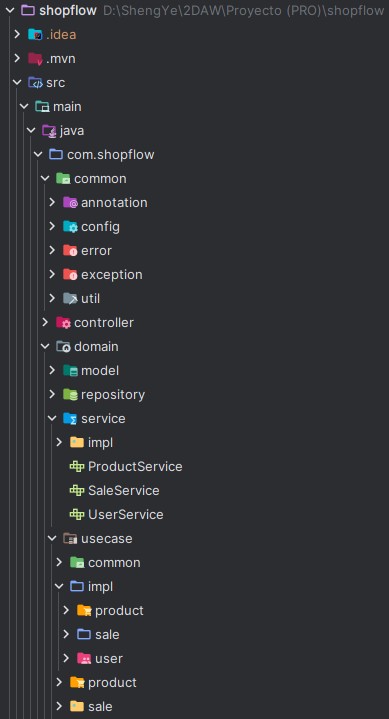 shopflow D:\ShengYe\2DAW\Proyecto (PRO)\shopflow
.idea
.mvn
src
main
java
com.shopflow
common
annotation
config
error
exception
util
controller
domain
model
repository
service
impl
ProductService
SaleService
UserService
usecase
common
impl
product
sale
user
product
sale